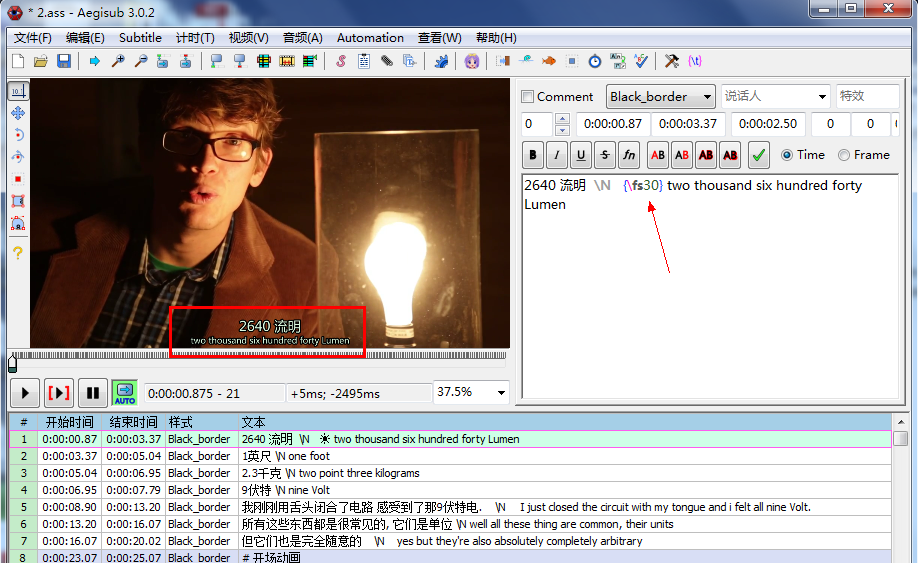 * 2.ass - Aegisub 3.0.2
文件(F) 编辑(E) Subtitle 计时(T) 视频(V) 音频(A) Automation 查看(W) 帮助(H)
{\t}
Comment Black_border 说话人 特效
0 0:00:00.87 0:00:03.37 0:00:02.50 0 0
B I U S fn AB AB AB AB Time Frame
2640 流明 \N {\fs30} two thousand six hundred forty
Lumen
2640 流明
two thousand six hundred forty Lumen
AUTO 0:00:00.875 - 21 +5ms; -2495ms 37.5%
# 开始时间 结束时间 样式 文本
1 0:00:00.87 0:00:03.37 Black_border 2640 流明 \N ☀ two thousand six hundred forty Lumen
2 0:00:03.37 0:00:05.04 Black_border 1英尺 \N one foot
3 0:00:05.04 0:00:06.95 Black_border 2.3千克 \N two point three kilograms
4 0:00:06.95 0:00:07.79 Black_border 9伏特 \N nine Volt
5 0:00:08.90 0:00:13.20 Black_border 我刚刚用舌头闭合了电路 感受到了那9伏特电. \N I just closed the circuit with my tongue and i felt all nine Volt.
6 0:00:13.20 0:00:16.07 Black_border 所有这些东西都是很常见的, 它们是单位 \N well all these thing are common, their units
7 0:00:16.07 0:00:20.02 Black_border 但它们也是完全随意的 \N yes but they're also absolutely completely arbitrary
8 0:00:23.07 0:00:25.07 Black_border # 开场动画